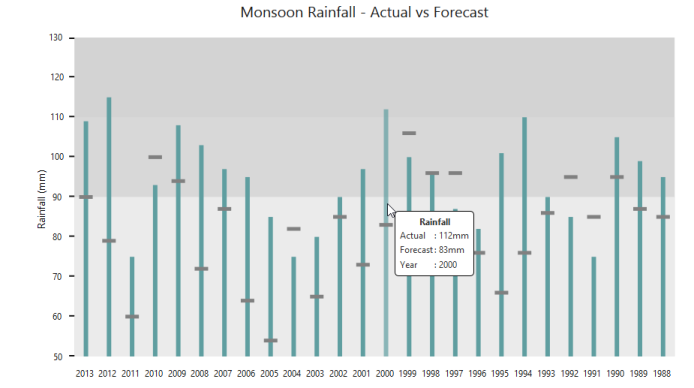 Monsoon Rainfall - Actual vs Forecast
130
120
110
100
90
80
70
60
50
Rainfall (mm)
Rainfall
Actual : 112mm
Forecast : 83mm
Year : 2000
2013 2012 2011 2010 2009 2008 2007 2006 2005 2004 2003 2002 2001 2000 1999 1998 1997 1996 1995 1994 1993 1992 1991 1990 1989 1988